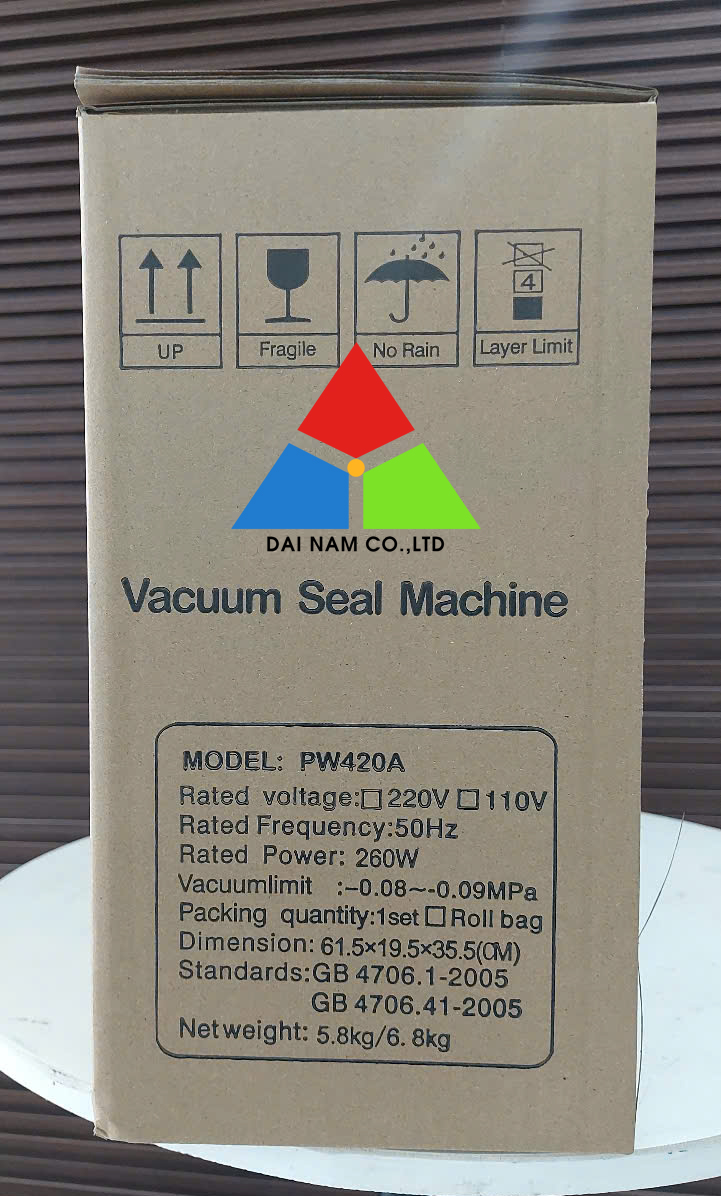 UP
Fragile
No Rain
4
Layer Limit
DAI NAM CO.,LTD
Vacuum Seal Machine
MODEL: PW420A
Rated voltage:☐220V ☐110V
Rated Frequency:50Hz
Rated Power: 260W
Vacuumlimit :−0.08~-0.09MPa
Packing quantity:1set ☐Roll bag
Dimension: 61.5×19.5×35.5(CM)
Standards:GB 4706.1-2005
GB 4706.41-2005
Netweight: 5.8kg/6. 8kg